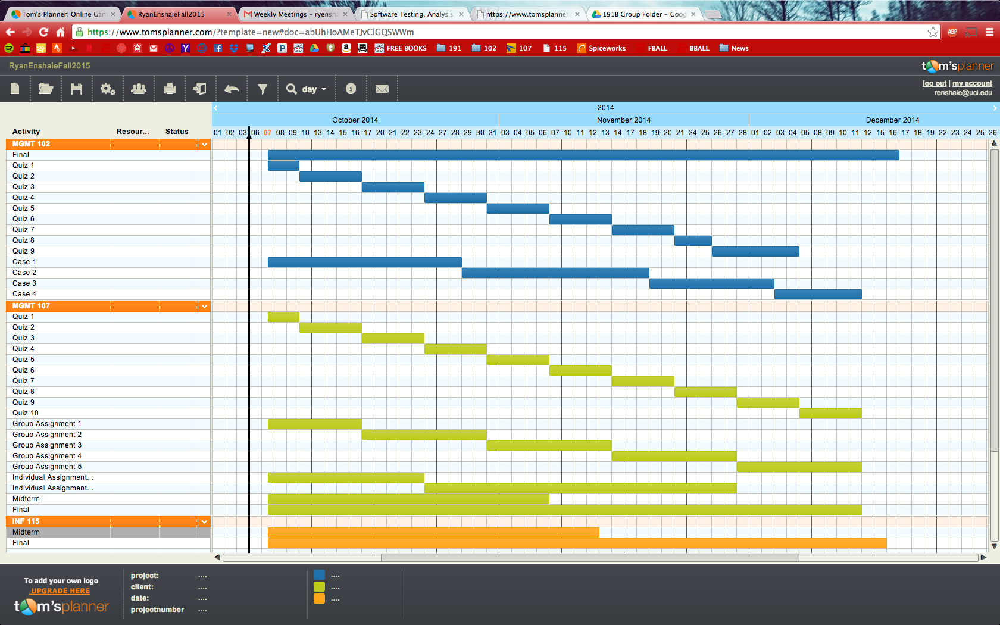 Tom's Planner: Online Gan
RyanEnshaieFall2015
Weekly Meetings – ryensha
Software Testing, Analysis,
https://www.tomsplanner.
191B Group Folder – Goog
https://www.tomsplanner.com/?template=new#doc=abUhHoAMeTJvClGQSWWm
ABP
FREE BOOKS 191 102 107 115 Spiceworks FBALL BBALL News
RyanEnshaieFall2015
tom'splanner
day
log out | my account
renshaie@uci.edu
2014
October 2014 November 2014 December 2014
Activity Resour... Status
01 02 03 06 07 08 09 10 13 14 15 16 17 20 21 22 23 24 27 28 29 30 31 03 04 05 06 07 10 11 12 13 14 17 18 19 20 21 24 25 26 27 28 01 02 03 04 05 08 09 10 11 12 15 16 17 18 19 22 23 24 25 26
MGMT 102
Final
Quiz 1
Quiz 2
Quiz 3
Quiz 4
Quiz 5
Quiz 6
Quiz 7
Quiz 8
Quiz 9
Case 1
Case 2
Case 3
Case 4
MGMT 107
Quiz 1
Quiz 2
Quiz 3
Quiz 4
Quiz 5
Quiz 6
Quiz 7
Quiz 8
Quiz 9
Quiz 10
Group Assignment 1
Group Assignment 2
Group Assignment 3
Group Assignment 4
Group Assignment 5
Individual Assignment...
Individual Assignment...
Midterm
Final
INF 115
Midterm
Final
To add your own logo
UPGRADE HERE
tom'splanner
project: ....
client: ....
date: ....
projectnumber ....
....
....
....